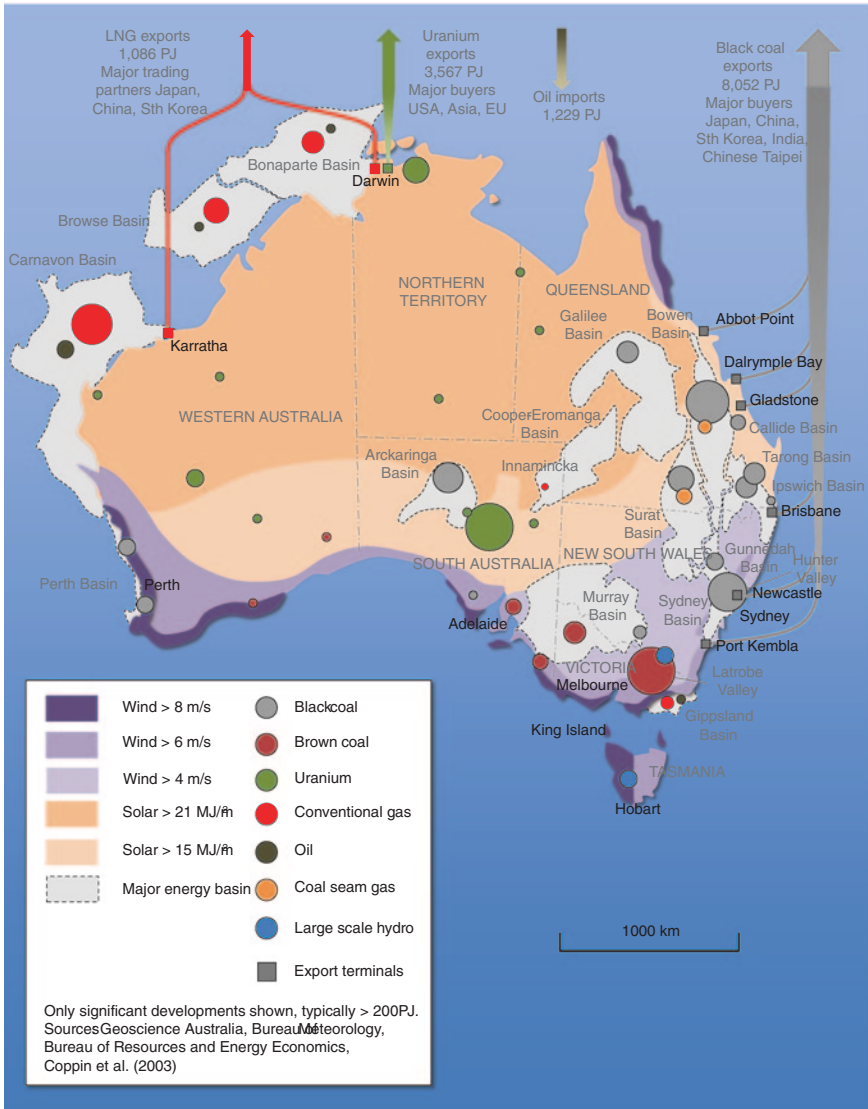 LNG exports
1,086 PJ
Major trading
partners Japan,
China, Sth Korea
Uranium
exports
3,567 PJ
Major buyers
USA, Asia, EU
Oil imports
1,229 PJ
Black coal
exports
8,052 PJ
Major buyers
Japan, China,
Sth Korea, India,
Chinese Taipei
Bonaparte Basin
Darwin
Browse Basin
Carnavon Basin
Karratha
NORTHERN
TERRITORY
QUEENSLAND
Galilee
Basin
Bowen
Basin
Abbot Point
Dalrymple Bay
Gladstone
Callide Basin
WESTERN AUSTRALIA
Cooper-Eromanga
Basin
Arckaringa
Basin
Innamincka
Tarong Basin
Ipswich Basin
Brisbane
Surat
Basin
SOUTH AUSTRALIA
NEW SOUTH WALES
Gunnedah
Basin
Hunter
Valley
Perth Basin
Perth
Adelaide
Murray
Basin
Sydney
Basin
Newcastle
Sydney
Port Kembla
VICTORIA
Melbourne
Latrobe
Valley
Gippsland
Basin
King Island
TASMANIA
Hobart
Wind > 8 m/s
Wind > 6 m/s
Wind > 4 m/s
Solar > 21 MJ/m2
Solar > 15 MJ/m2
Major energy basin
Blackcoal
Brown coal
Uranium
Conventional gas
Oil
Coal seam gas
Large scale hydro
Export terminals
1000 km
Only significant developments shown, typically > 200PJ.
Sources Geoscience Australia, Bureau of Meteorology,
Bureau of Resources and Energy Economics,
Coppin et al. (2003)